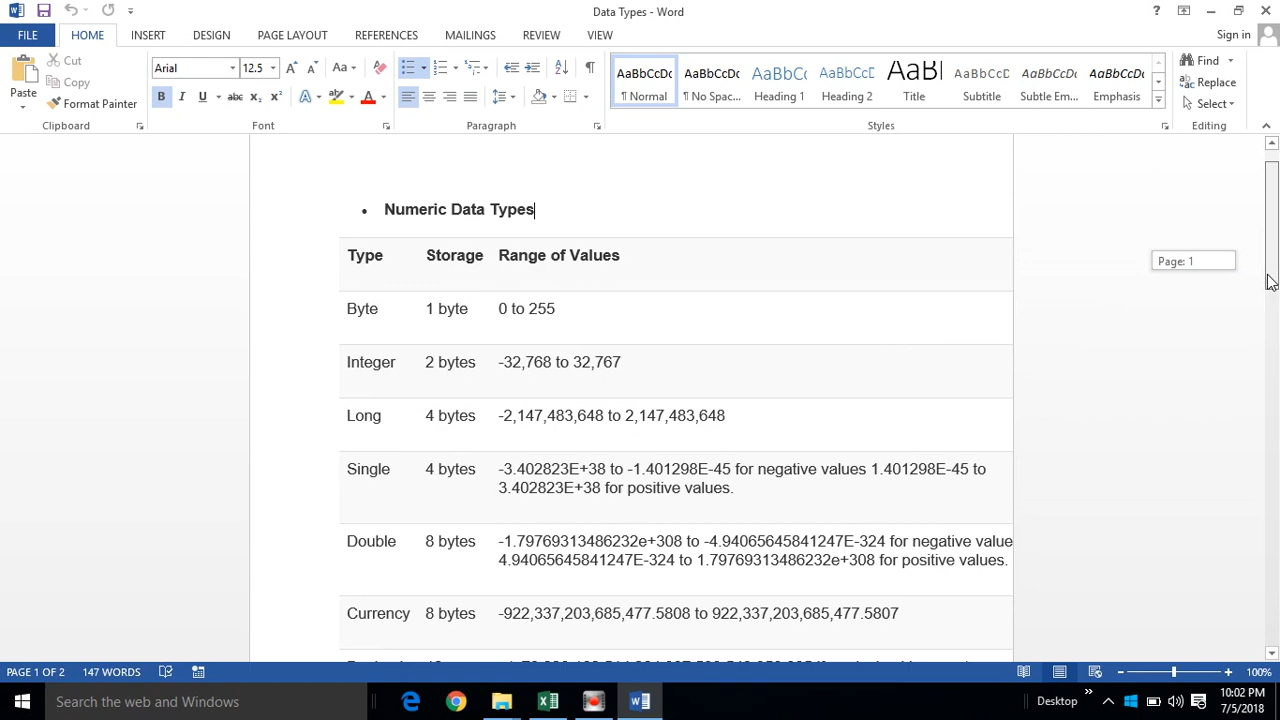 Data Types - Word
?
FILE HOME INSERT DESIGN PAGE LAYOUT REFERENCES MAILINGS REVIEW VIEW Sign in
Paste
Cut
Copy
Format Painter
Clipboard
Arial 12.5 A A Aa
B I U abc x₂ x² A A
Font
Paragraph
AaBbCcDc AaBbCcDc AaBbCc AaBbCcD AaBl AaBbCcD AaBbCcDc AaBbCcDc
¶ Normal ¶ No Spac... Heading 1 Heading 2 Title Subtitle Subtle Em... Emphasis
Styles
Find
Replace
Select
Editing
• Numeric Data Types
Type Storage Range of Values
Page: 1
Byte 1 byte 0 to 255
Integer 2 bytes -32,768 to 32,767
Long 4 bytes -2,147,483,648 to 2,147,483,648
Single 4 bytes -3.402823E+38 to -1.401298E-45 for negative values 1.401298E-45 to
3.402823E+38 for positive values.
Double 8 bytes -1.79769313486232e+308 to -4.94065645841247E-324 for negative value
4.94065645841247E-324 to 1.79769313486232e+308 for positive values.
Currency 8 bytes -922,337,203,685,477.5808 to 922,337,203,685,477.5807
PAGE 1 OF 2 147 WORDS 100%
Search the web and Windows
Desktop
10:02 PM
7/5/2018